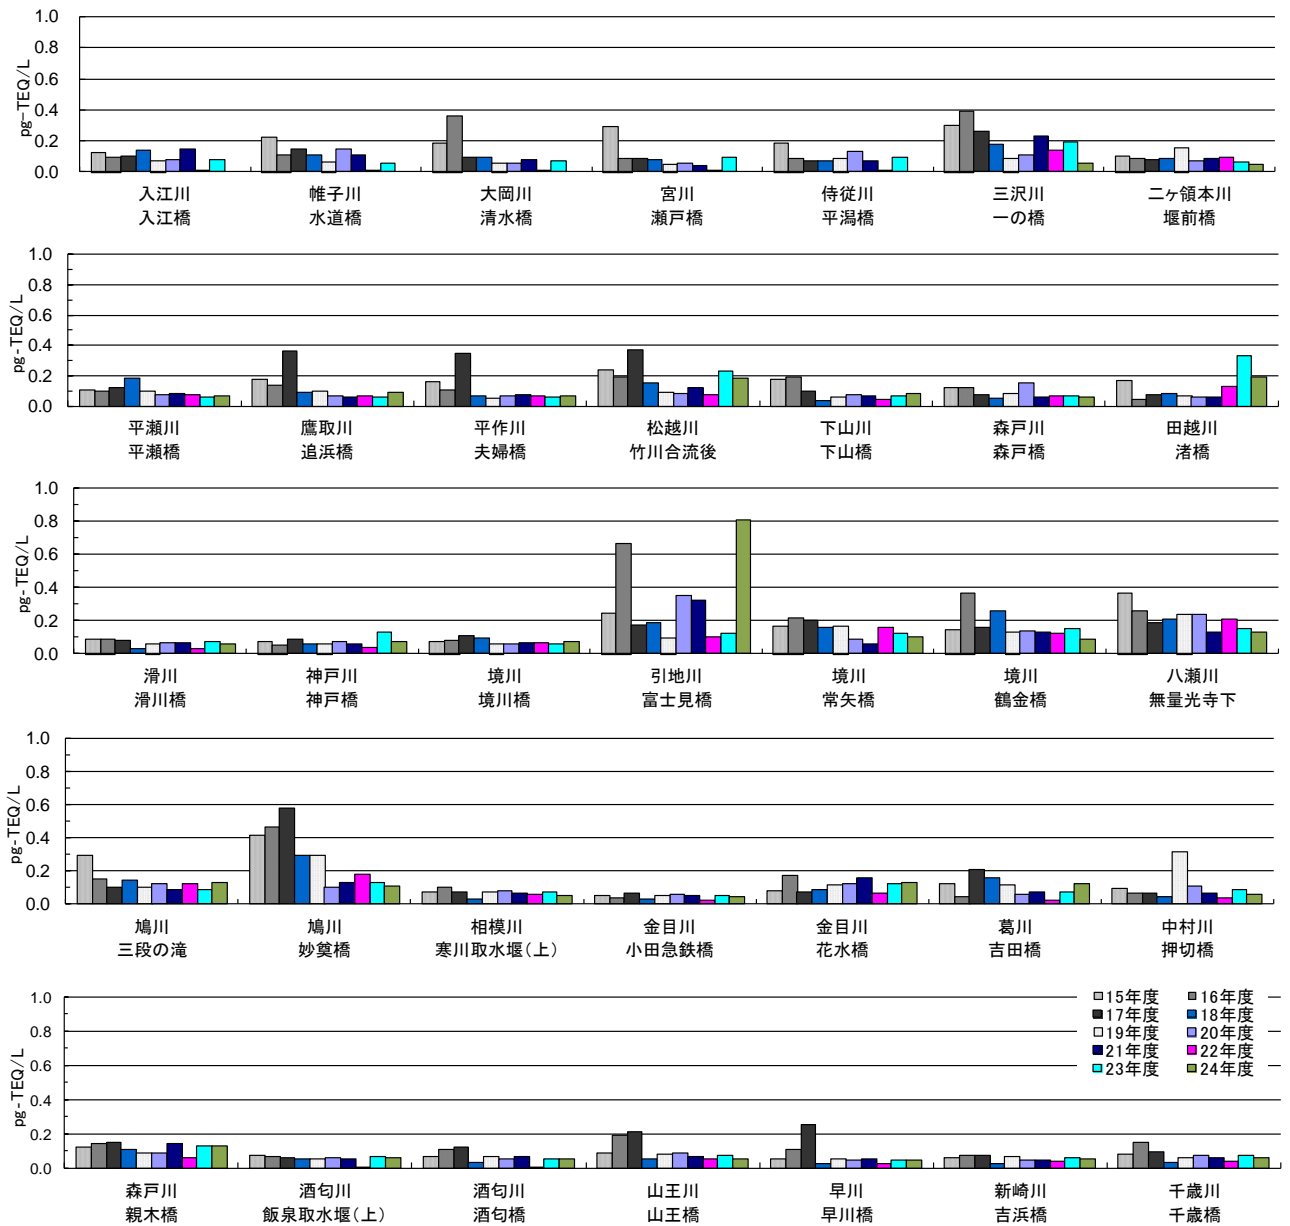 1.0
0.8
0.6
0.4
0.2
0.0
pg-TEQ/L
入江川 帷子川 大岡川 宮川 侍従川 三沢川 二ヶ領本川
入江橋 水道橋 清水橋 瀬戸橋 平潟橋 一の橋 堰前橋
1.0
0.8
0.6
0.4
0.2
0.0
pg-TEQ/L
平瀬川 鷹取川 平作川 松越川 下山川 森戸川 田越川
平瀬橋 追浜橋 夫婦橋 竹川合流後 下山橋 森戸橋 渚橋
1.0
0.8
0.6
0.4
0.2
0.0
pg-TEQ/L
滑川 神戸川 境川 引地川 境川 境川 八瀬川
滑川橋 神戸橋 境川橋 富士見橋 常矢橋 鶴金橋 無量光寺下
1.0
0.8
0.6
0.4
0.2
0.0
pg-TEQ/L
鳩川 鳩川 相模川 金目川 金目川 葛川 中村川
三段の滝 妙奠橋 寒川取水堰(上) 小田急鉄橋 花水橋 吉田橋 押切橋
1.0
0.8
0.6
0.4
0.2
0.0
pg-TEQ/L
15年度 16年度
17年度 18年度
19年度 20年度
21年度 22年度
23年度 24年度
森戸川 酒匂川 酒匂川 山王川 早川 新崎川 千歳川
親木橋 飯泉取水堰(上) 酒匂橋 山王橋 早川橋 吉浜橋 千歳橋